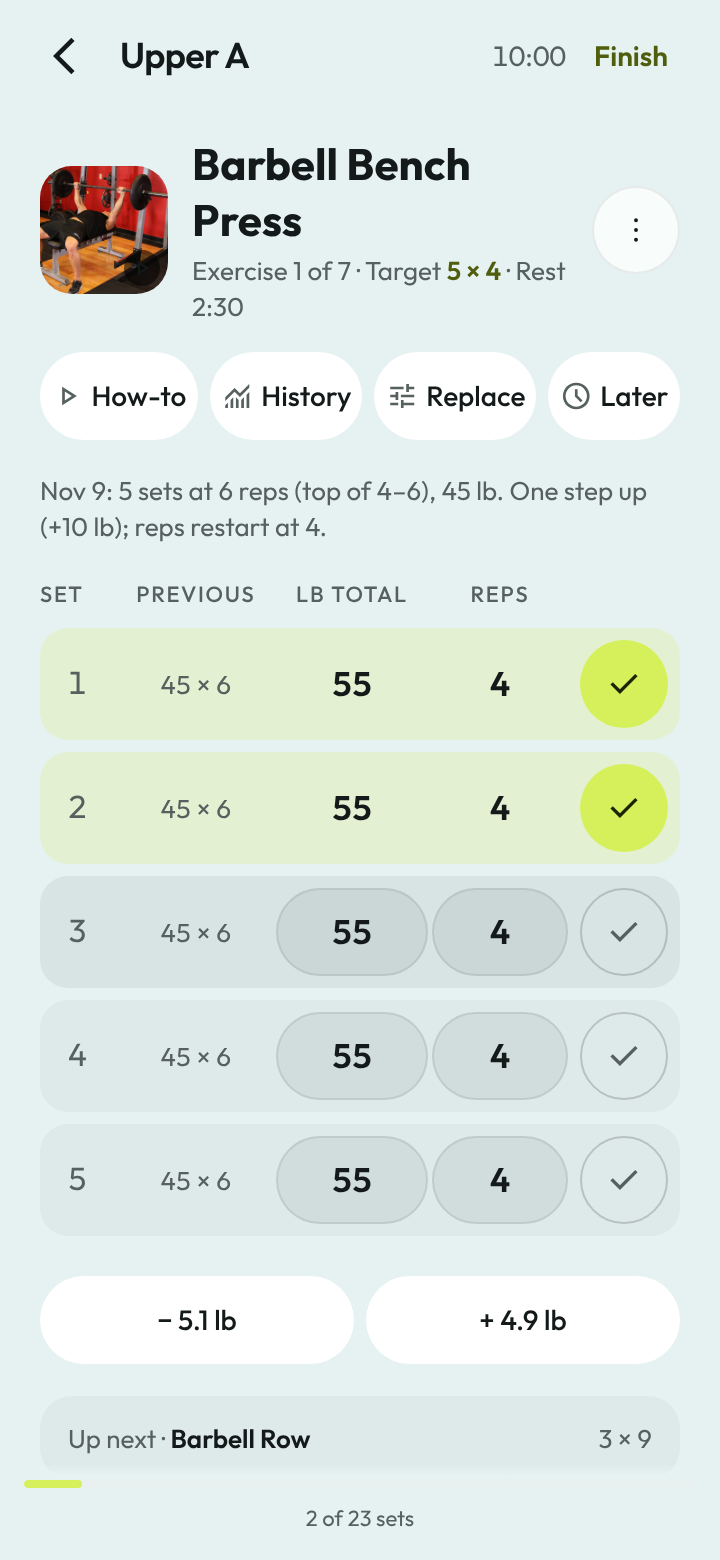 Upper A 10:00 Finish
Barbell Bench
Press
Exercise 1 of 7 · Target 5 × 4 · Rest
2:30
How-to History Replace Later
Nov 9: 5 sets at 6 reps (top of 4–6), 45 lb. One step up
(+10 lb); reps restart at 4.
SET PREVIOUS LB TOTAL REPS
1 45 × 6 55 4
2 45 × 6 55 4
3 45 × 6 55 4
4 45 × 6 55 4
5 45 × 6 55 4
− 5.1 lb + 4.9 lb
Up next · Barbell Row 3 × 9
2 of 23 sets